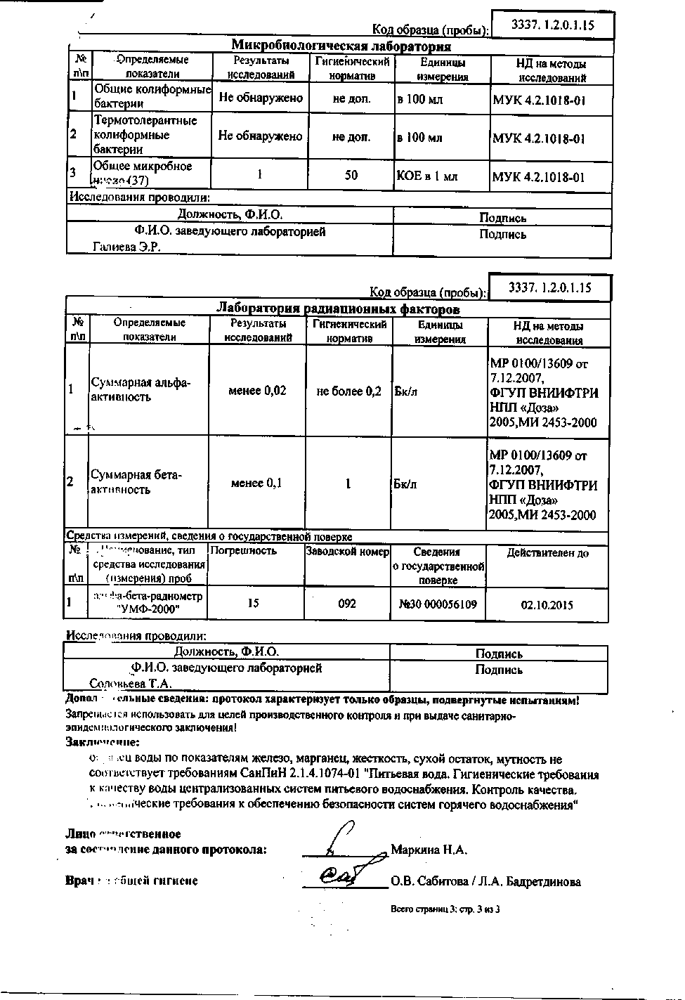 Код образца (пробы): 3337. 1.2.0.1.15
Микробиологическая лаборатория
№ п\п Определяемые показатели Результаты исследований Гигиенический норматив Единицы измерения НД на методы исследований
1 Общие колиформные бактерии Не обнаружено не доп. в 100 мл МУК 4.2.1018-01
2 Термотолерантные колиформные бактерии Не обнаружено не доп. в 100 мл МУК 4.2.1018-01
3 Общее микробное число (37) 1 50 КОЕ в 1 мл МУК 4.2.1018-01
Исследования проводили:
Должность, Ф.И.О. Подпись
Ф.И.О. заведующего лабораторией Подпись
Галиева Э.Р.
Код образца (пробы): 3337. 1.2.0.1.15
Лаборатория радиационных факторов
№ п\п Определяемые показатели Результаты исследований Гигиенический норматив Единицы измерения НД на методы исследования
1 Суммарная альфа-активность менее 0,02 не более 0,2 Бк/л МР 0100/13609 от 7.12.2007, ФГУП ВНИИФТРИ НПП «Доза» 2005,МИ 2453-2000
2 Суммарная бета-активность менее 0,1 1 Бк/л МР 0100/13609 от 7.12.2007, ФГУП ВНИИФТРИ НПП «Доза» 2005,МИ 2453-2000
Средства измерений, сведения о государственной поверке
№ п\п Наименование, тип средства исследования (измерения) проб Погрешность Заводской номер Сведения о государственной поверке Действителен до
1 альфа-бета-радиометр "УМФ-2000" 15 092 №30 000056109 02.10.2015
Исследования проводили:
Должность, Ф.И.О. Подпись
Ф.И.О. заведующего лабораторией Подпись
Соловьева Т.А.
Дополнительные сведения: протокол характеризует только образцы, подвергнутые испытаниям!
Запрещается использовать для целей производственного контроля и при выдаче санитарно-
эпидемиологического заключения!
Заключение:
образец воды по показателям железо, марганец, жесткость, сухой остаток, мутность не
соответствует требованиям СанПиН 2.1.4.1074-01 "Питьевая вода. Гигиенические требования
к качеству воды централизованных систем питьевого водоснабжения. Контроль качества.
Гигиенические требования к обеспечению безопасности систем горячего водоснабжения"
Лицо ответственное
за составление данного протокола: Маркина Н.А.
Врач по общей гигиене О.В. Сабитова / Л.А. Бадретдинова
Всего страниц 3; стр. 3 из 3